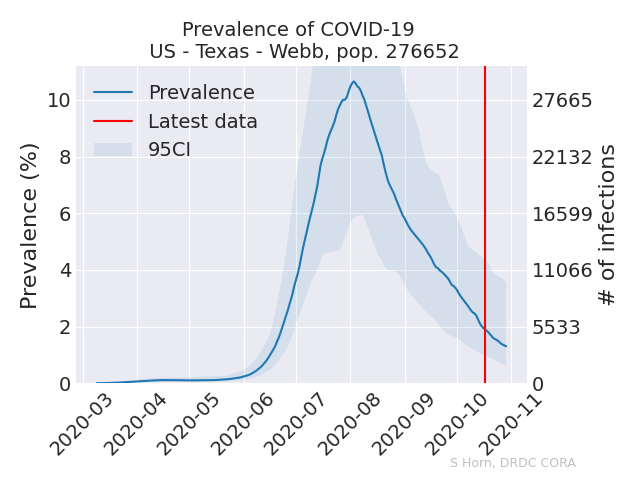 Prevalence of COVID-19
US - Texas - Webb, pop. 276652
Prevalence
Latest data
95CI
Prevalence (%)
10
8
6
4
2
0
27665
22132
16599
11066
5533
0
# of infections
2020-03
2020-04
2020-05
2020-06
2020-07
2020-08
2020-09
2020-10
2020-11
S Horn, DRDC CORA